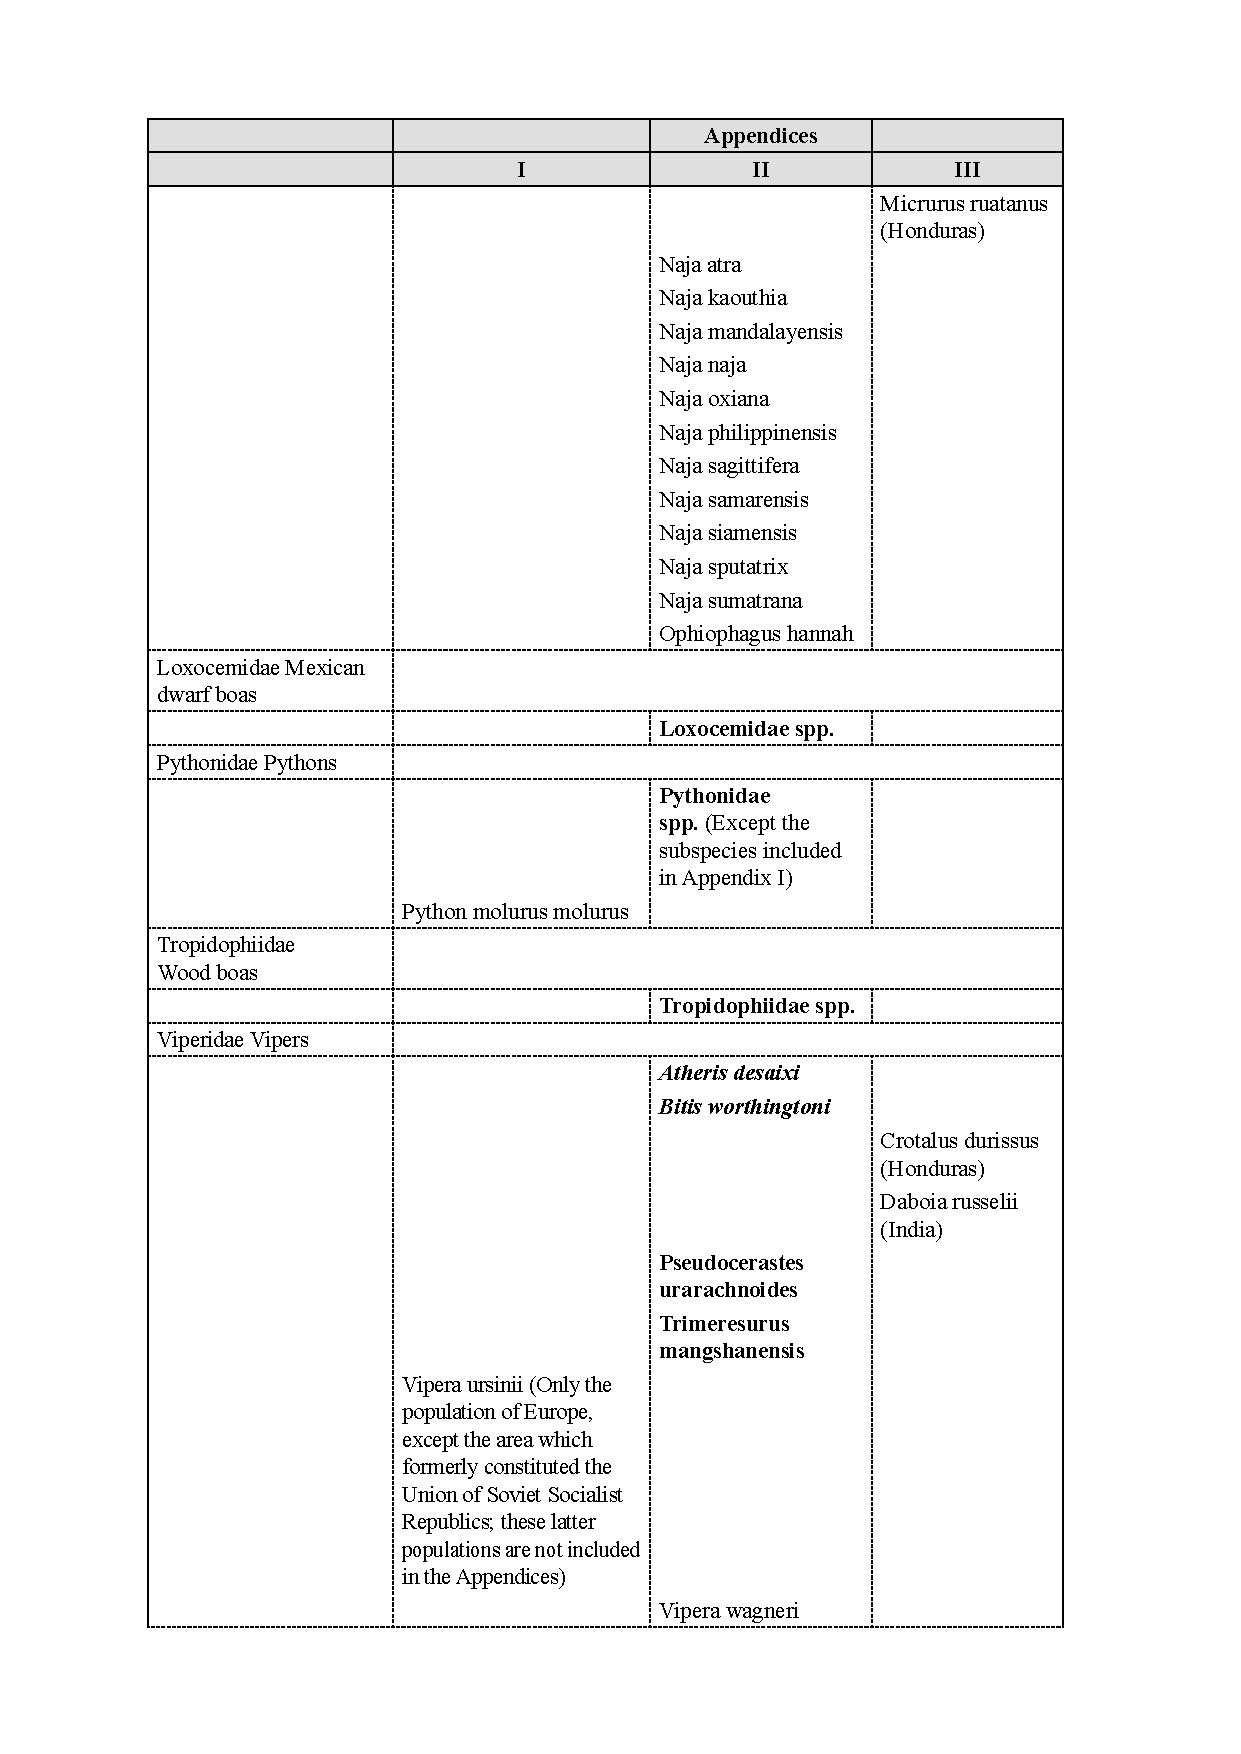 Appendices
I II III
Micrurus ruatanus
(Honduras)
Naja atra
Naja kaouthia
Naja mandalayensis
Naja naja
Naja oxiana
Naja philippinensis
Naja sagittifera
Naja samarensis
Naja siamensis
Naja sputatrix
Naja sumatrana
Ophiophagus hannah
Loxocemidae Mexican
dwarf boas
Loxocemidae spp.
Pythonidae Pythons
Pythonidae
spp. (Except the
subspecies included
in Appendix I)
Python molurus molurus
Tropidophiidae
Wood boas
Tropidophiidae spp.
Viperidae Vipers
Atheris desaixi
Bitis worthingtoni
Crotalus durissus
(Honduras)
Daboia russelii
(India)
Pseudocerastes
urarachnoides
Trimeresurus
mangshanensis
Vipera ursinii (Only the
population of Europe,
except the area which
formerly constituted the
Union of Soviet Socialist
Republics; these latter
populations are not included
in the Appendices)
Vipera wagneri